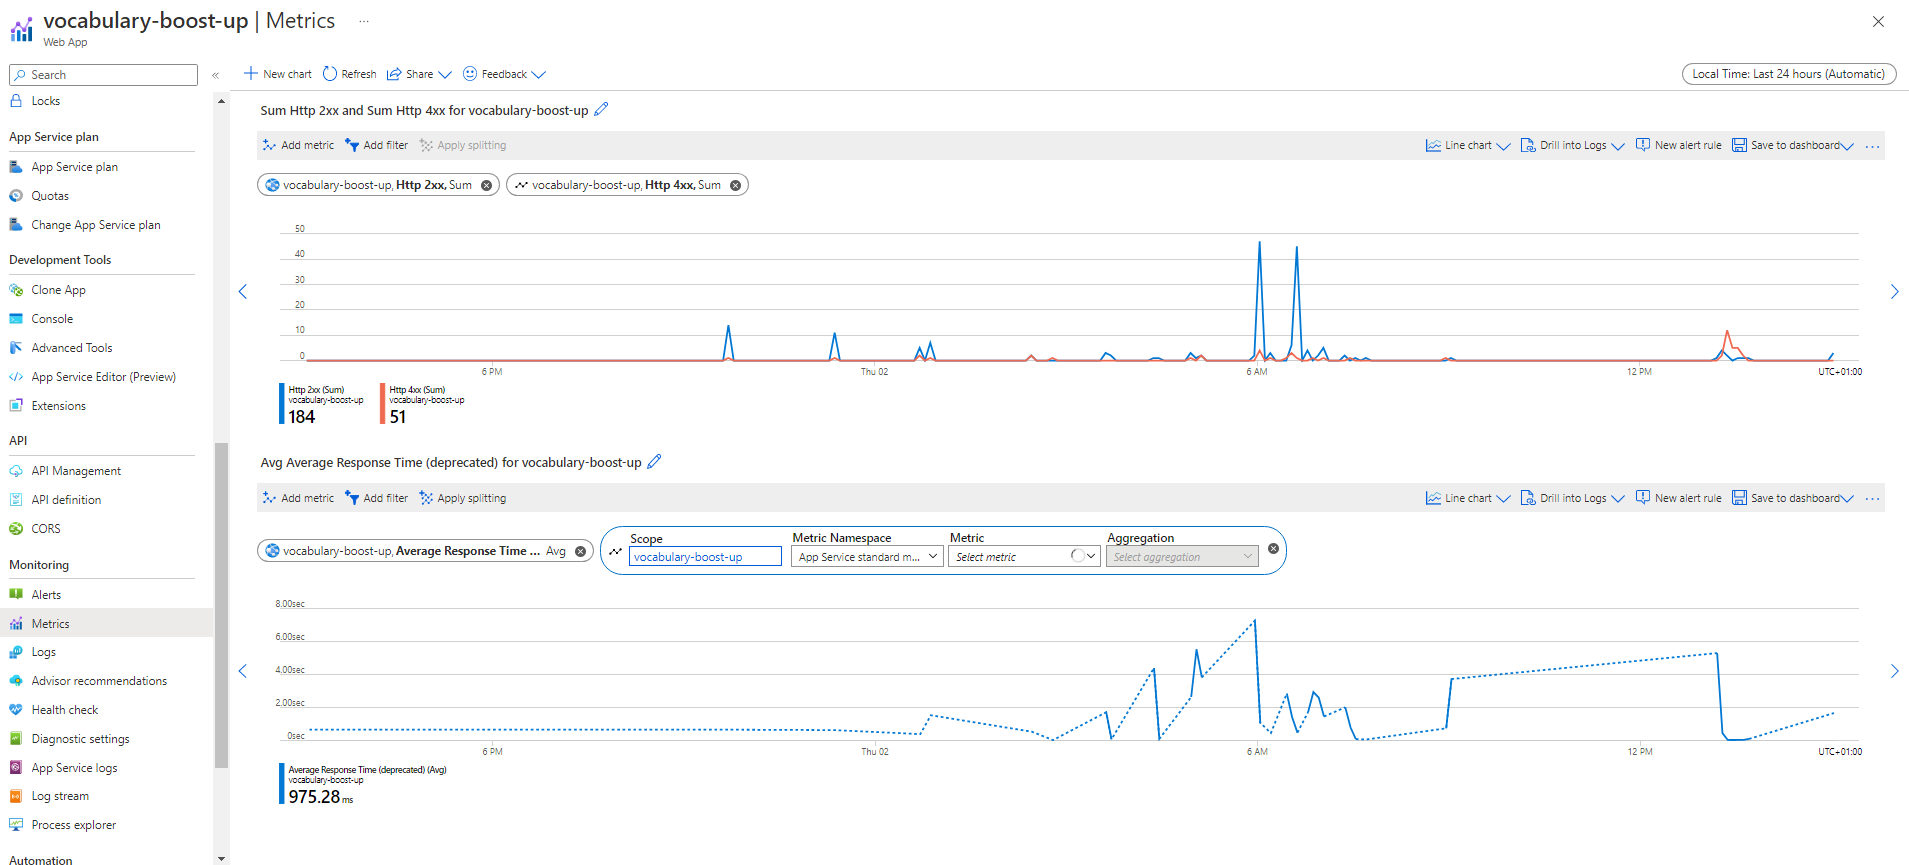 vocabulary-boost-up | Metrics ...
Web App
Search
«
New chart Refresh Share Feedback
Local Time: Last 24 hours (Automatic)
Locks
App Service plan
App Service plan
Quotas
Change App Service plan
Development Tools
Clone App
Console
Advanced Tools
App Service Editor (Preview)
Extensions
API
API Management
API definition
CORS
Monitoring
Alerts
Metrics
Logs
Advisor recommendations
Health check
Diagnostic settings
App Service logs
Log stream
Process explorer
Automation
Sum Http 2xx and Sum Http 4xx for vocabulary-boost-up
Add metric Add filter Apply splitting
Line chart Drill into Logs New alert rule Save to dashboard ...
vocabulary-boost-up, Http 2xx, Sum
vocabulary-boost-up, Http 4xx, Sum
50
40
30
20
10
0
6 PM Thu 02 6 AM 12 PM UTC+01:00
Http 2xx (Sum)
vocabulary-boost-up
184
Http 4xx (Sum)
vocabulary-boost-up
51
Avg Average Response Time (deprecated) for vocabulary-boost-up
Add metric Add filter Apply splitting
Line chart Drill into Logs New alert rule Save to dashboard ...
vocabulary-boost-up, Average Response Time ... Avg
Scope Metric Namespace Metric Aggregation
vocabulary-boost-up App Service standard m... Select metric Select aggregation
8.00sec
6.00sec
4.00sec
2.00sec
0sec
6 PM Thu 02 6 AM 12 PM UTC+01:00
Average Response Time (deprecated) (Avg)
vocabulary-boost-up
975.28 ms